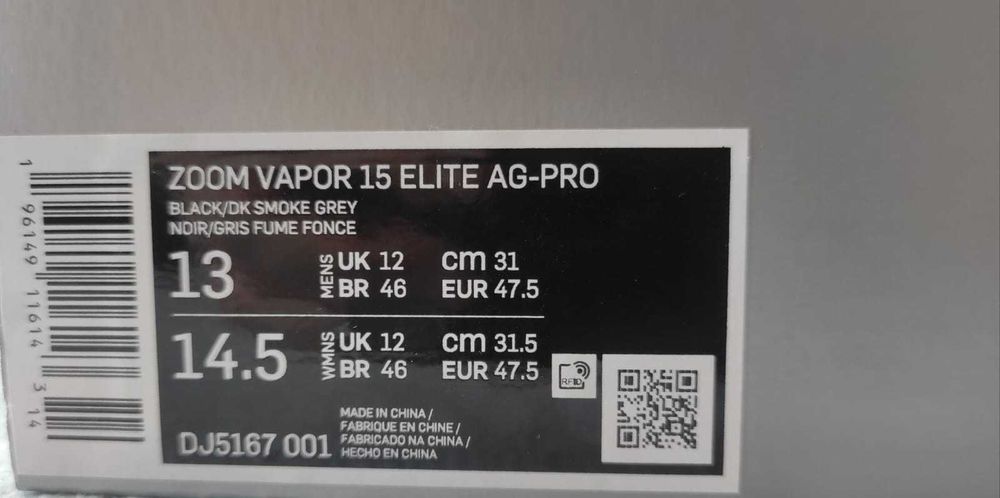 1 96149 11614 3 14
ZOOM VAPOR 15 ELITE AG-PRO
BLACK/DK SMOKE GREY
NOIR/GRIS FUME FONCE
13 MENS UK 12 CM 31
BR 46 EUR 47.5
14.5 WMNS UK 12 CM 31.5
BR 46 EUR 47.5
RFID
MADE IN CHINA /
FABRIQUE EN CHINE /
FABRICADO NA CHINA /
HECHO EN CHINA
DJ5167 001